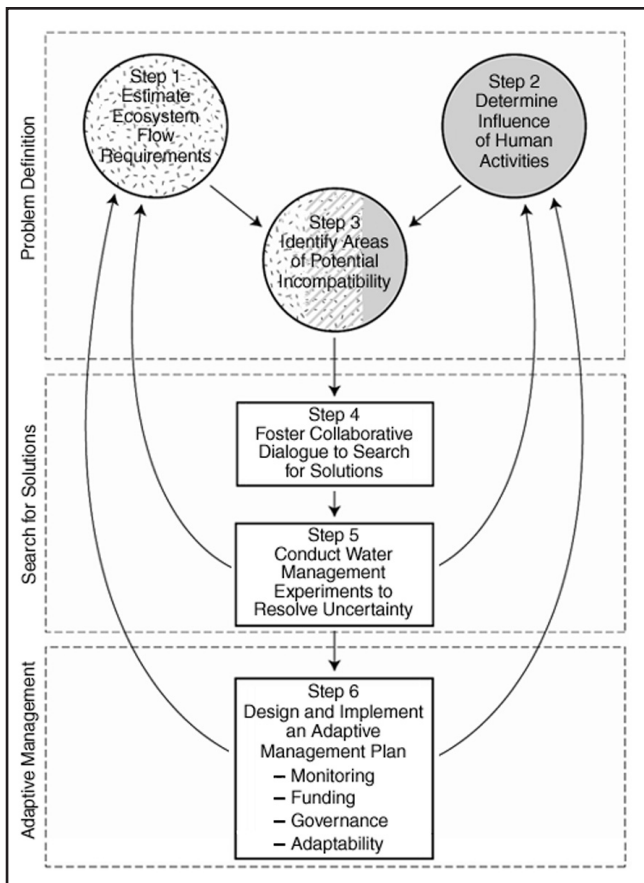 Problem Definition
Step 1
Estimate
Ecosystem
Flow
Requirements
Step 2
Determine
Influence
of Human
Activities
Step 3
Identify Areas
of Potential
Incompatibility
Search for Solutions
Step 4
Foster Collaborative
Dialogue to Search
for Solutions
Step 5
Conduct Water
Management
Experiments to
Resolve Uncertainty
Adaptive Management
Step 6
Design and Implement
an Adaptive
Management Plan
– Monitoring
– Funding
– Governance
– Adaptability